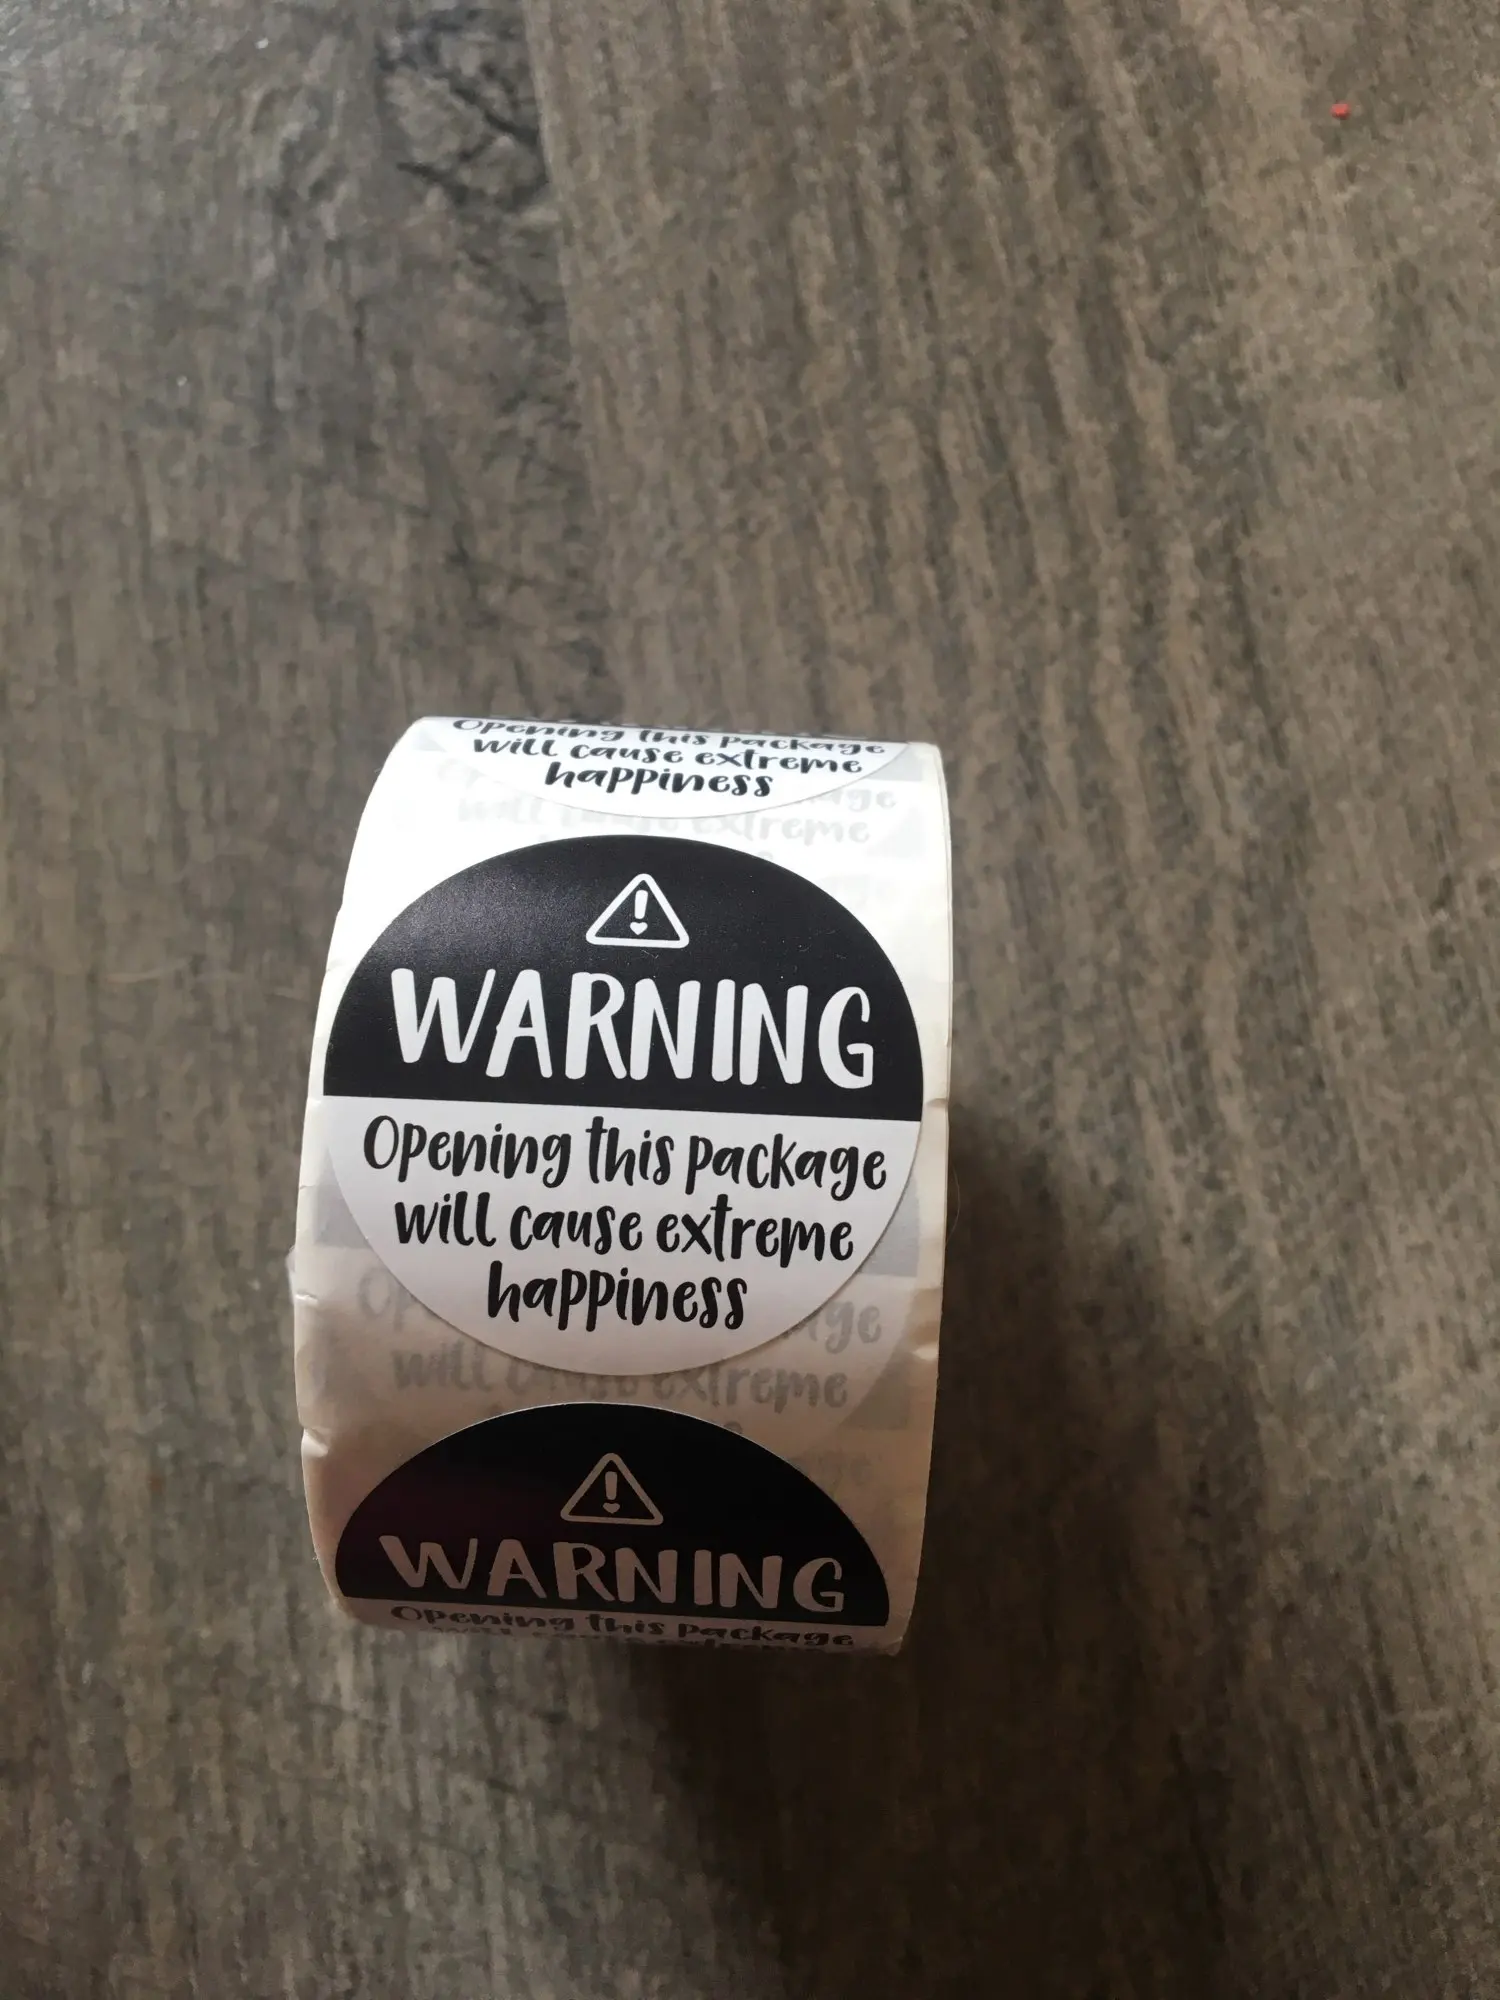 Opening this package
will cause extreme
happiness
WARNING
Opening this package
will cause extreme
happiness
WARNING
Opening this package